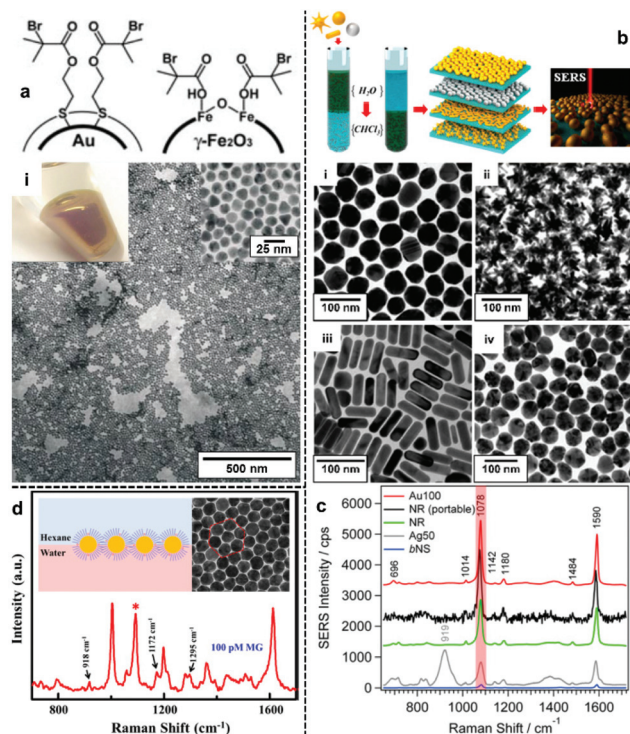 a
Br
O
O
Br
O
O
S
S
Au
Br
O
HO
Br
O
OH
Fe
O
Fe
γ-Fe2O3
b
{ H2O }
{CHCl3}
SERS
i
25 nm
500 nm
i
100 nm
ii
100 nm
iii
100 nm
iv
100 nm
d
Hexane
Water
918 cm-1
*
1172 cm-1
1295 cm-1
100 pM MG
Intensity (a.u.)
800
1200
1600
Raman Shift (cm-1)
c
Au100
NR (portable)
NR
Ag50
bNS
696
1014
1078
1142
1180
1484
1590
919
SERS Intensity / cps
6000
5000
4000
3000
2000
1000
0
800
1000
1200
1400
1600
Raman Shift / cm-1